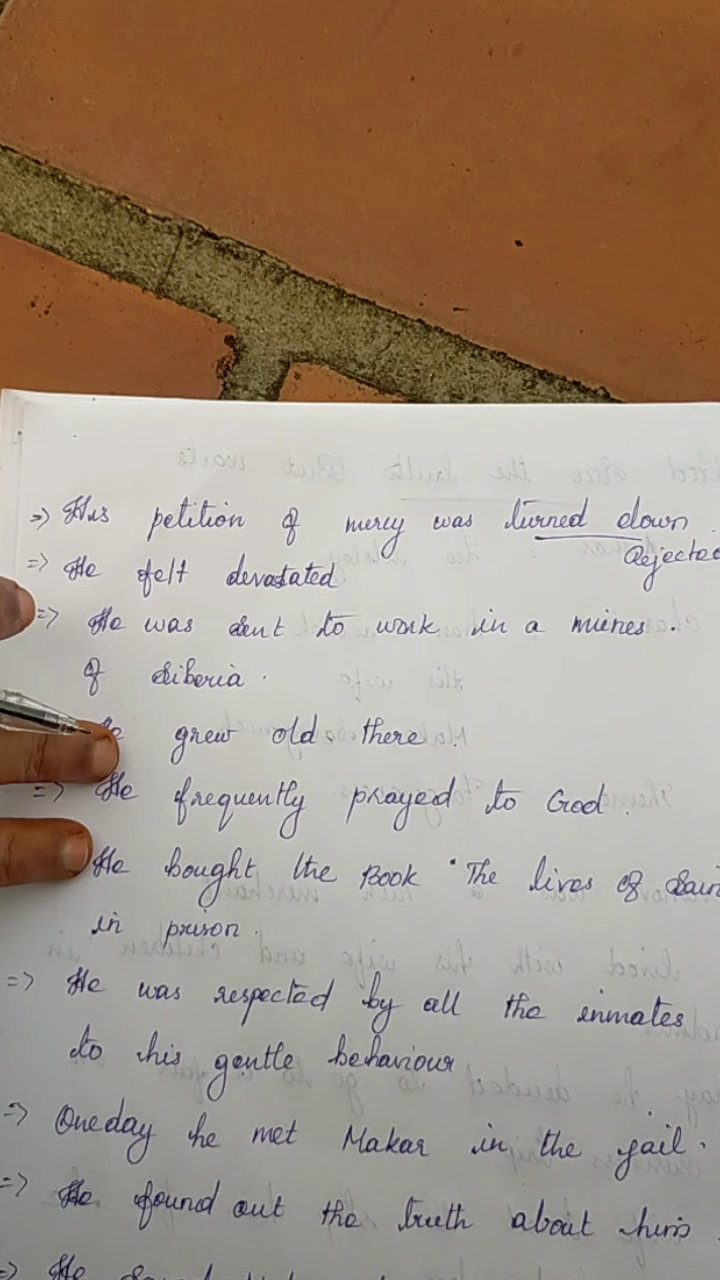 => His petition of mercy was turned down
Rejected
=> He felt devastated
=> He was sent to work in a mines.
of Siberia.
grew old there.
=> He frequently prayed to God.
He bought the Book "The lives of
in prison.
=> He was respected by all the inmates
to his gentle behaviour
=> Oneday he met Makar in the jail.
=> He found out the truth about him
=> He